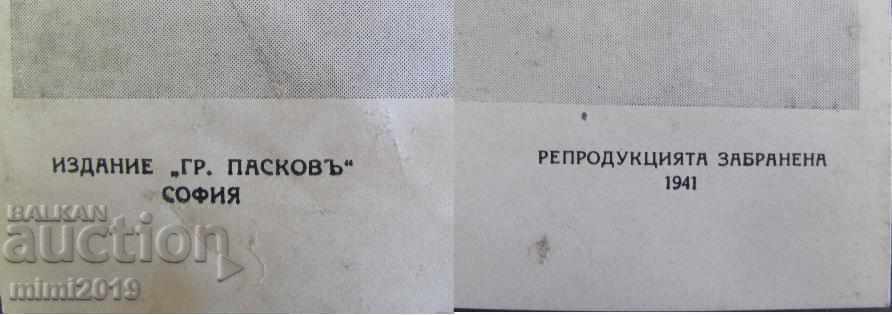 ИЗДАНИЕ „ГР. ПАСКОВЪ“
СОФИЯ
РЕПРОДУКЦИЯТА ЗАБРАНЕНА
1941
BALKAN
auction
mimi2019